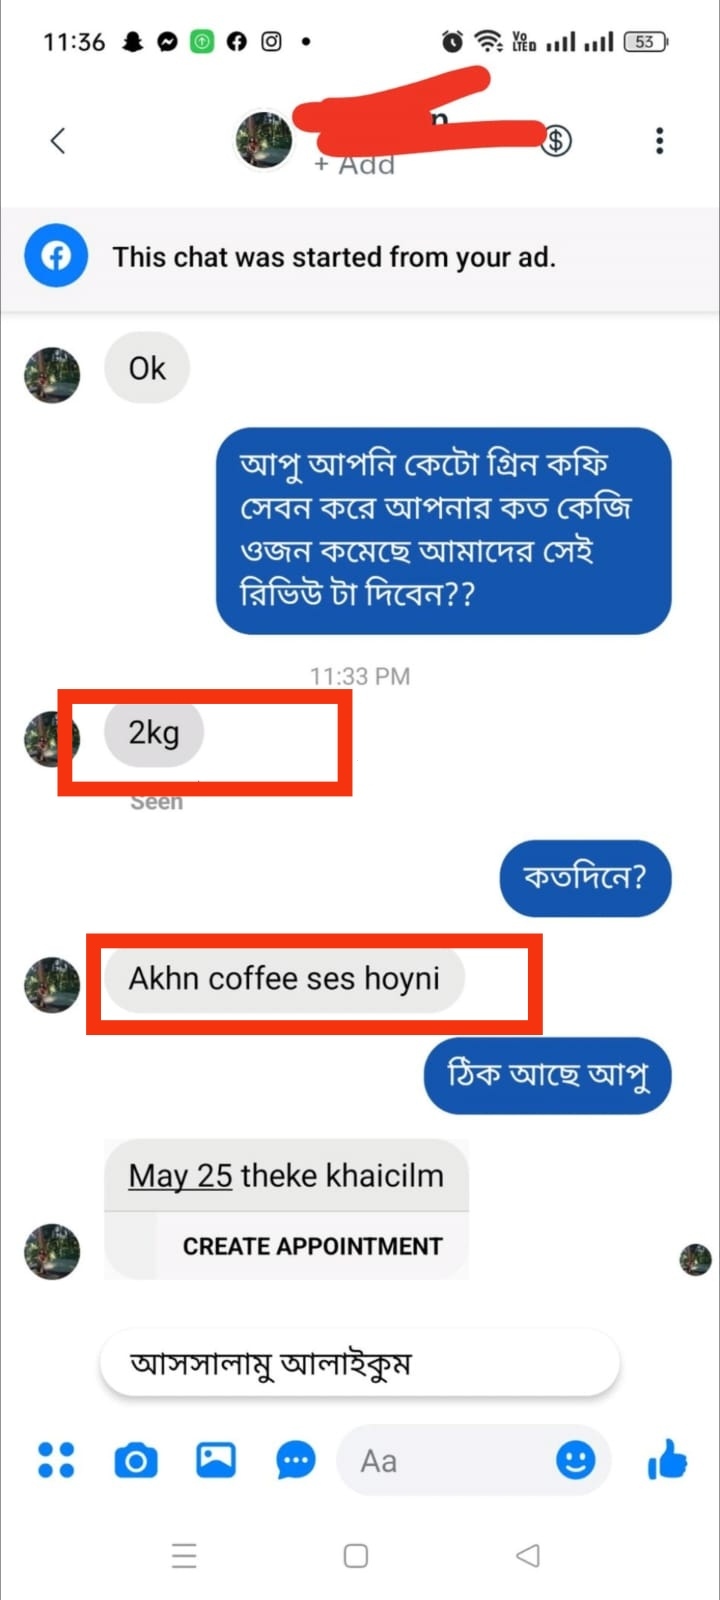 11:36
VoLTED
53
+ Add
This chat was started from your ad.
Ok
আপু আপনি কেটো গ্রিন কফি
সেবন করে আপনার কত কেজি
ওজন কমেছে আমাদের সেই
রিভিউ টা দিবেন??
11:33 PM
2kg
Seen
কতদিনে?
Akhn coffee ses hoyni
ঠিক আছে আপু
May 25 theke khaicilm
CREATE APPOINTMENT
আসসালামু আলাইকুম
Aa